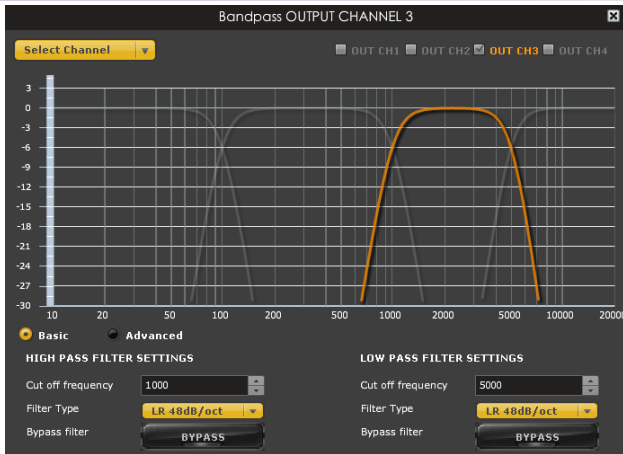 Bandpass OUTPUT CHANNEL 3
Select Channel
OUT CH1 OUT CH2 OUT CH3 OUT CH4
3
0
-3
-6
-9
-12
-15
-18
-21
-24
-27
-30
10 20 50 100 200 500 1000 2000 5000 10000 20000
Basic Advanced
HIGH PASS FILTER SETTINGS LOW PASS FILTER SETTINGS
Cut off frequency 1000 Cut off frequency 5000
Filter Type LR 48dB/oct Filter Type LR 48dB/oct
Bypass filter BYPASS Bypass filter BYPASS